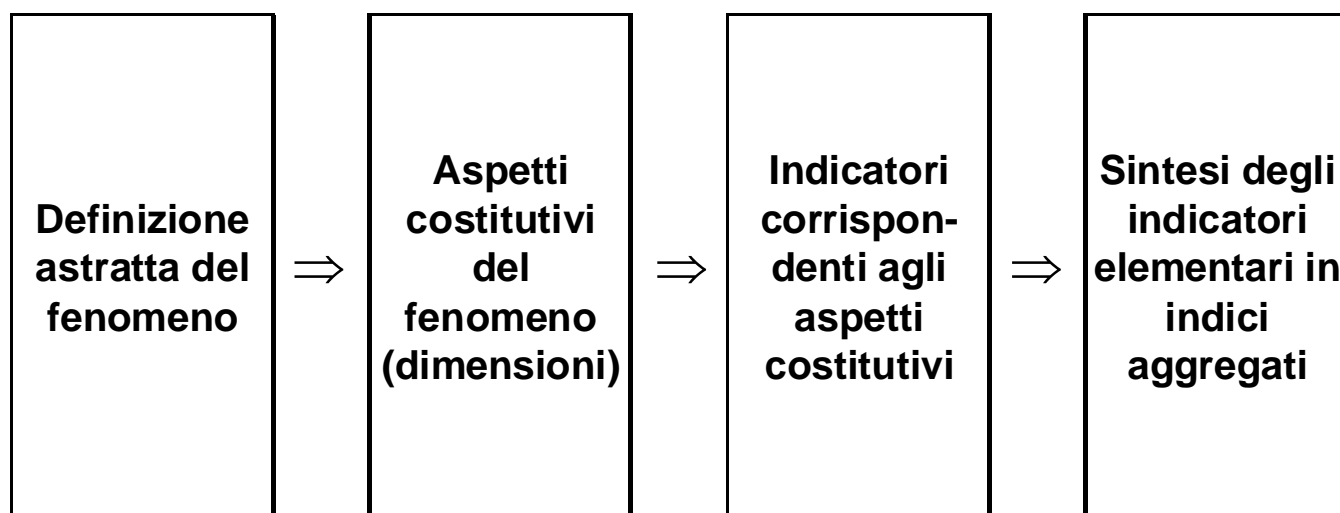 Definizione
astratta del
fenomeno
⇒
Aspetti
costitutivi
del
fenomeno
(dimensioni)
⇒
Indicatori
corrispon-
denti agli
aspetti
costitutivi
⇒
Sintesi degli
indicatori
elementari in
indici
aggregati